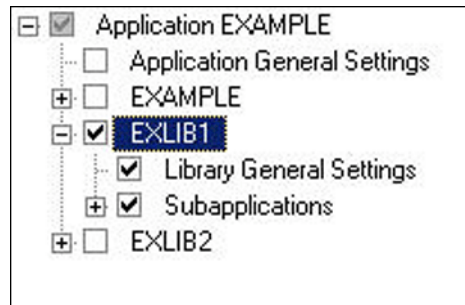 Application EXAMPLE
Application General Settings
EXAMPLE
EXLIB1
Library General Settings
Subapplications
EXLIB2